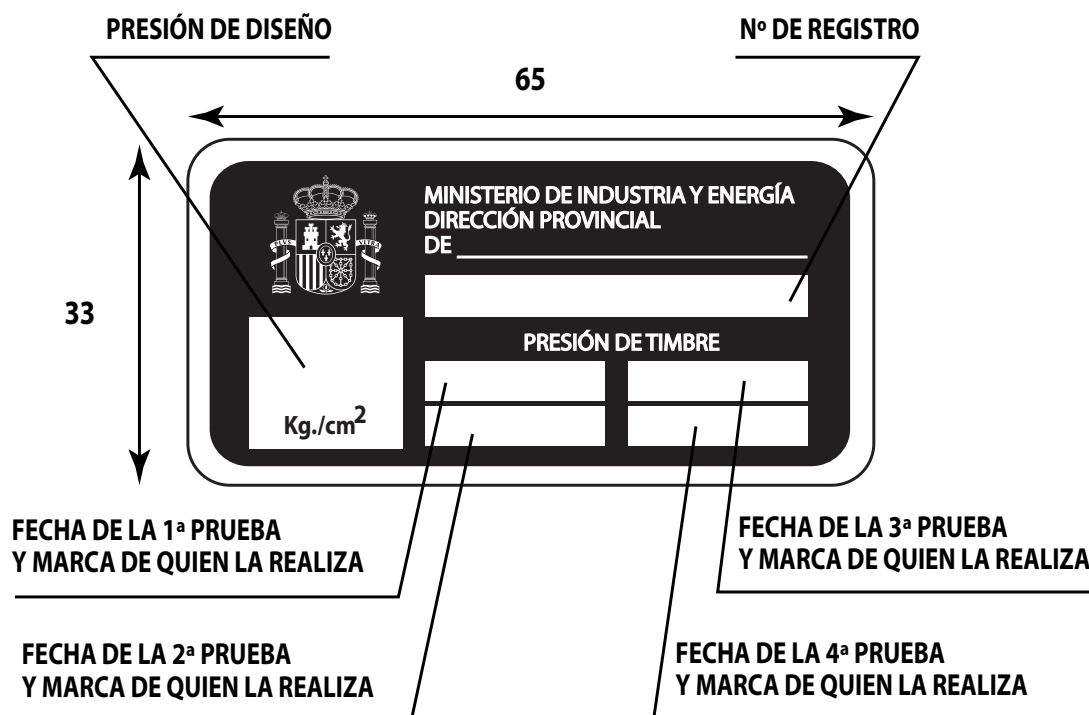 PRESIÓN DE DISEÑO
Nº DE REGISTRO
65
33
PLVS
VLTRA
MINISTERIO DE INDUSTRIA Y ENERGÍA
DIRECCIÓN PROVINCIAL
DE
PRESIÓN DE TIMBRE
Kg./cm²
FECHA DE LA 1ª PRUEBA
Y MARCA DE QUIEN LA REALIZA
FECHA DE LA 3ª PRUEBA
Y MARCA DE QUIEN LA REALIZA
FECHA DE LA 2ª PRUEBA
Y MARCA DE QUIEN LA REALIZA
FECHA DE LA 4ª PRUEBA
Y MARCA DE QUIEN LA REALIZA